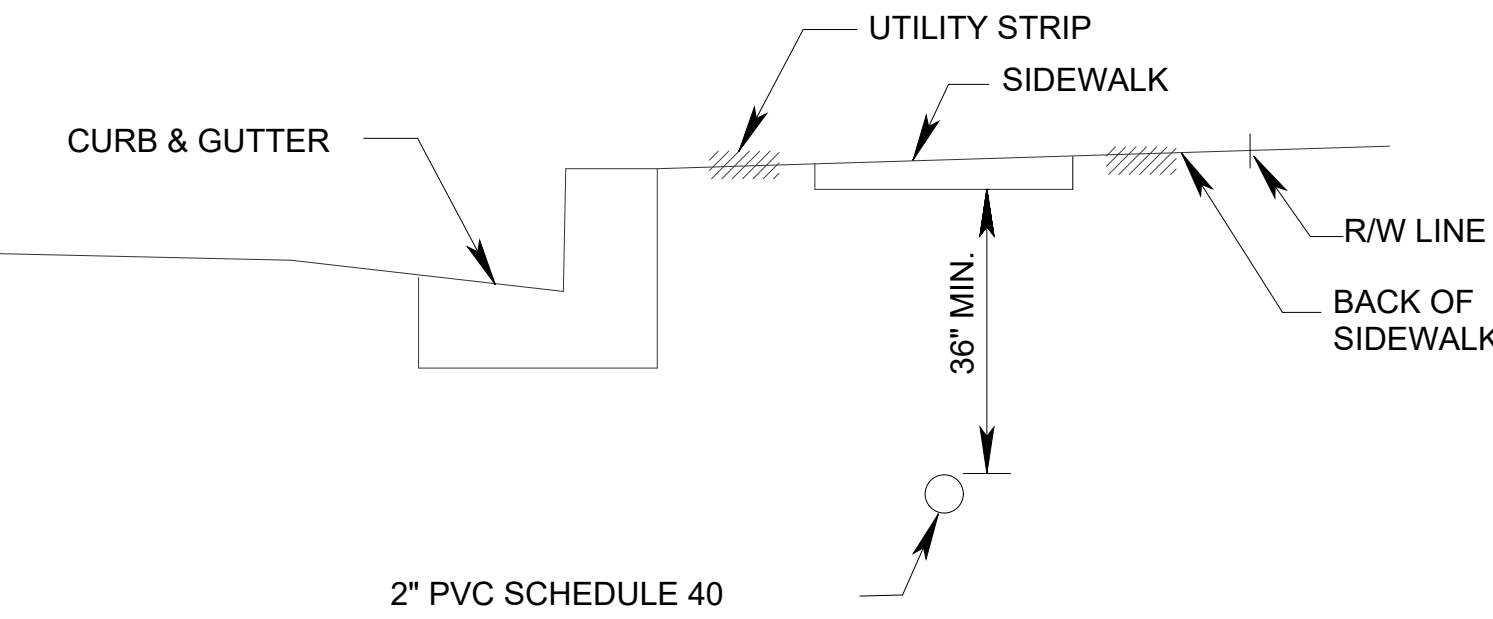 UTILITY STRIP
SIDEWALK
CURB & GUTTER
R/W LINE
36" MIN.
BACK OF
SIDEWALK
2" PVC SCHEDULE 40